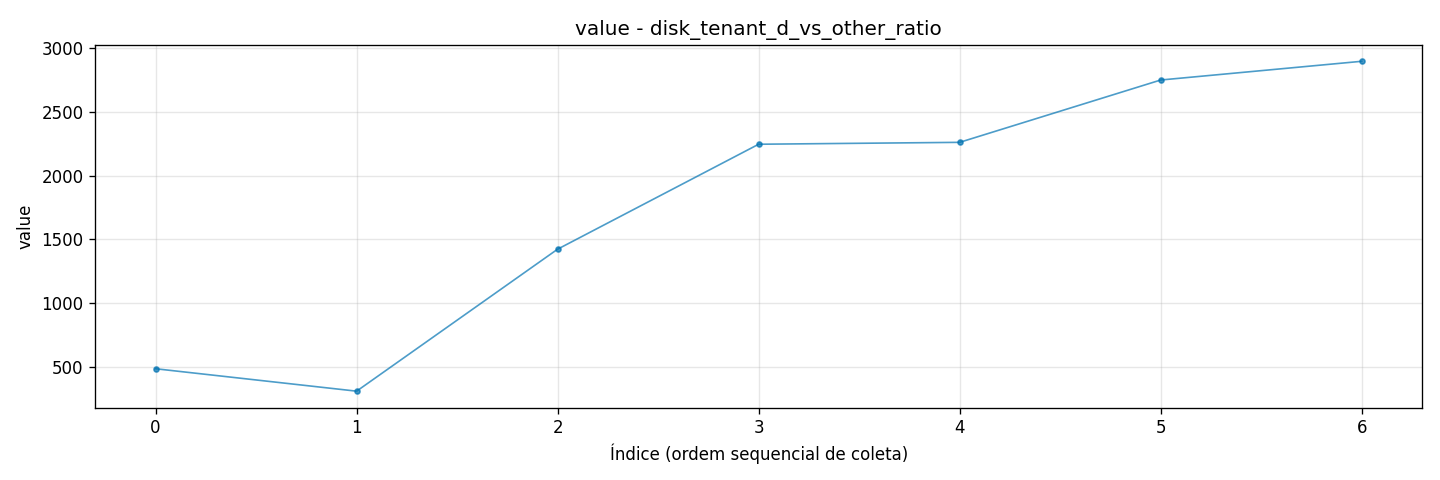 value - disk_tenant_d_vs_other_ratio
3000
2500
2000
1500
1000
500
value
0 1 2 3 4 5 6
Índice (ordem sequencial de coleta)